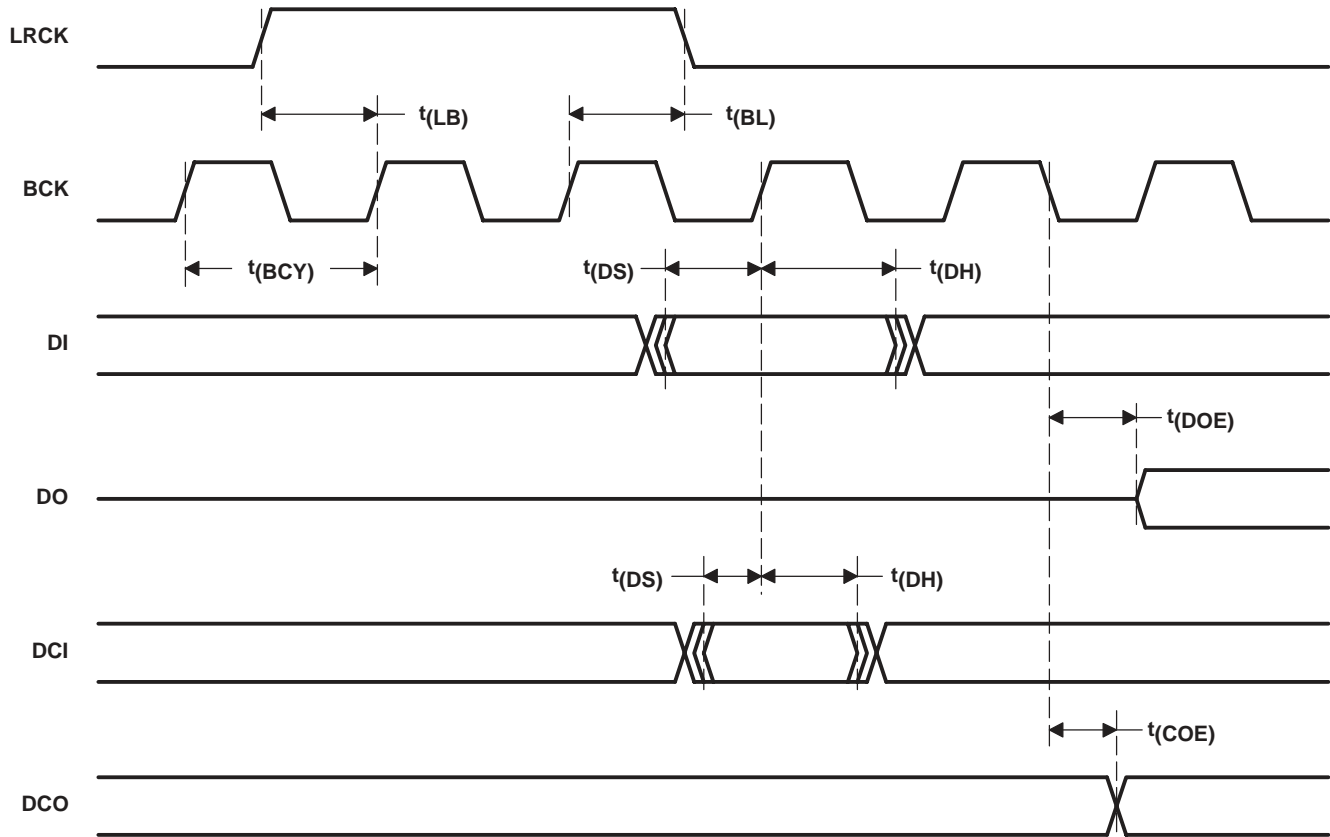 LRCK
t(LB)
t(BL)
BCK
t(BCY)
t(DS)
t(DH)
DI
t(DOE)
DO
t(DS)
t(DH)
DCI
t(COE)
DCO